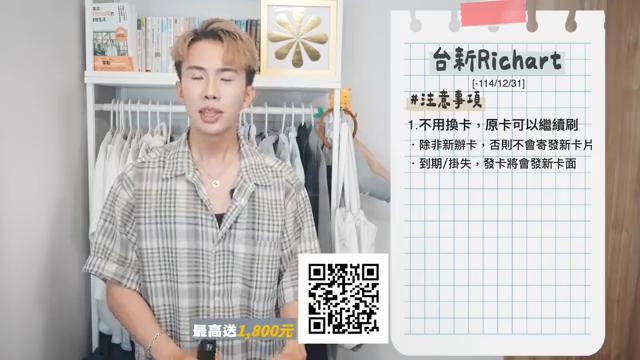 台新Richart
[-114/12/31]
#注意事項
1.不用換卡，原卡可以繼續刷
．除非新辦卡，否則不會寄發新卡片
．到期/掛失，發卡將會發新卡面
最高送1,800元